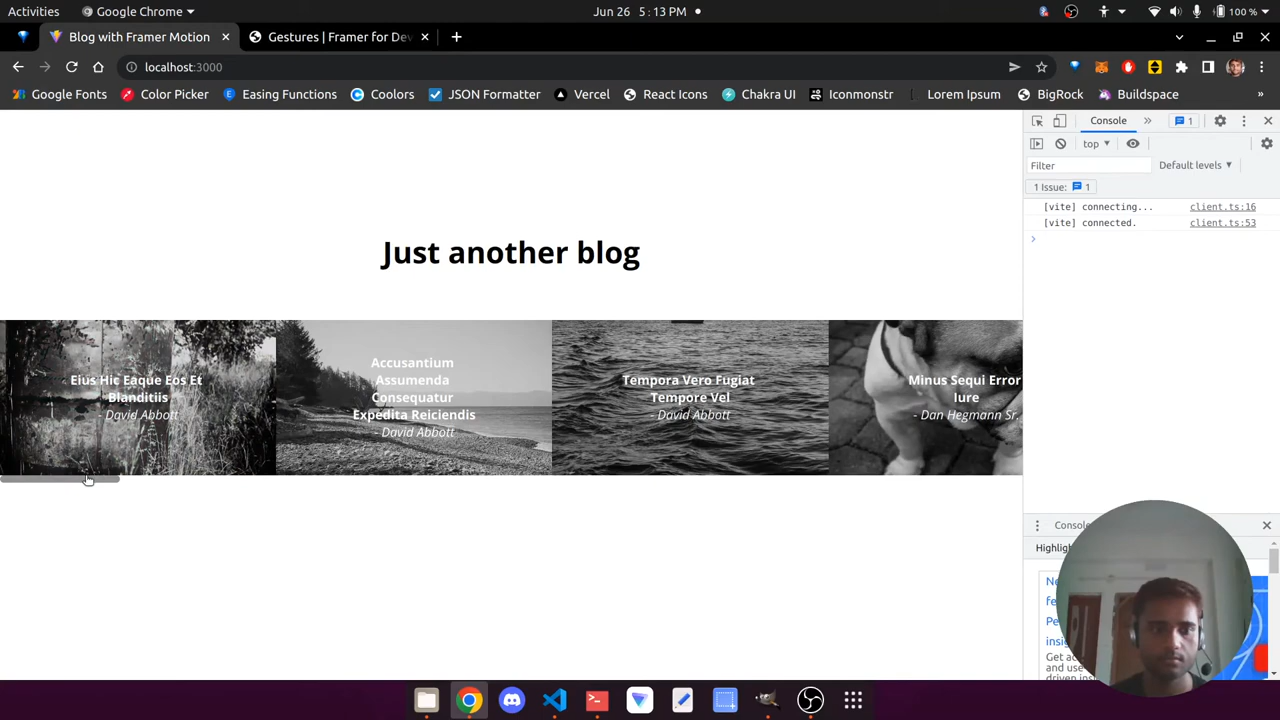 Activities
Google Chrome
Jun 26 5:13 PM
100 %
Blog with Framer Motion
Gestures | Framer for Dev
localhost:3000
Google Fonts
Color Picker
Easing Functions
Coolors
JSON Formatter
Vercel
React Icons
Chakra UI
Iconmonstr
Lorem Ipsum
BigRock
Buildspace
»
Console
»
1
top
Filter
Default levels
1 Issue: 1
[vite] connecting... client.ts:16
[vite] connected. client.ts:53
Just another blog
Eius Hic Eaque Eos Et
Blanditiis
- David Abbott
Accusantium
Assumenda
Consequatur
Expedita Reiciendis
- David Abbott
Tempora Vero Fugiat
Tempore Vel
- David Abbott
Minus Sequi Error
Iure
- Dan Hegmann Sr.
Console